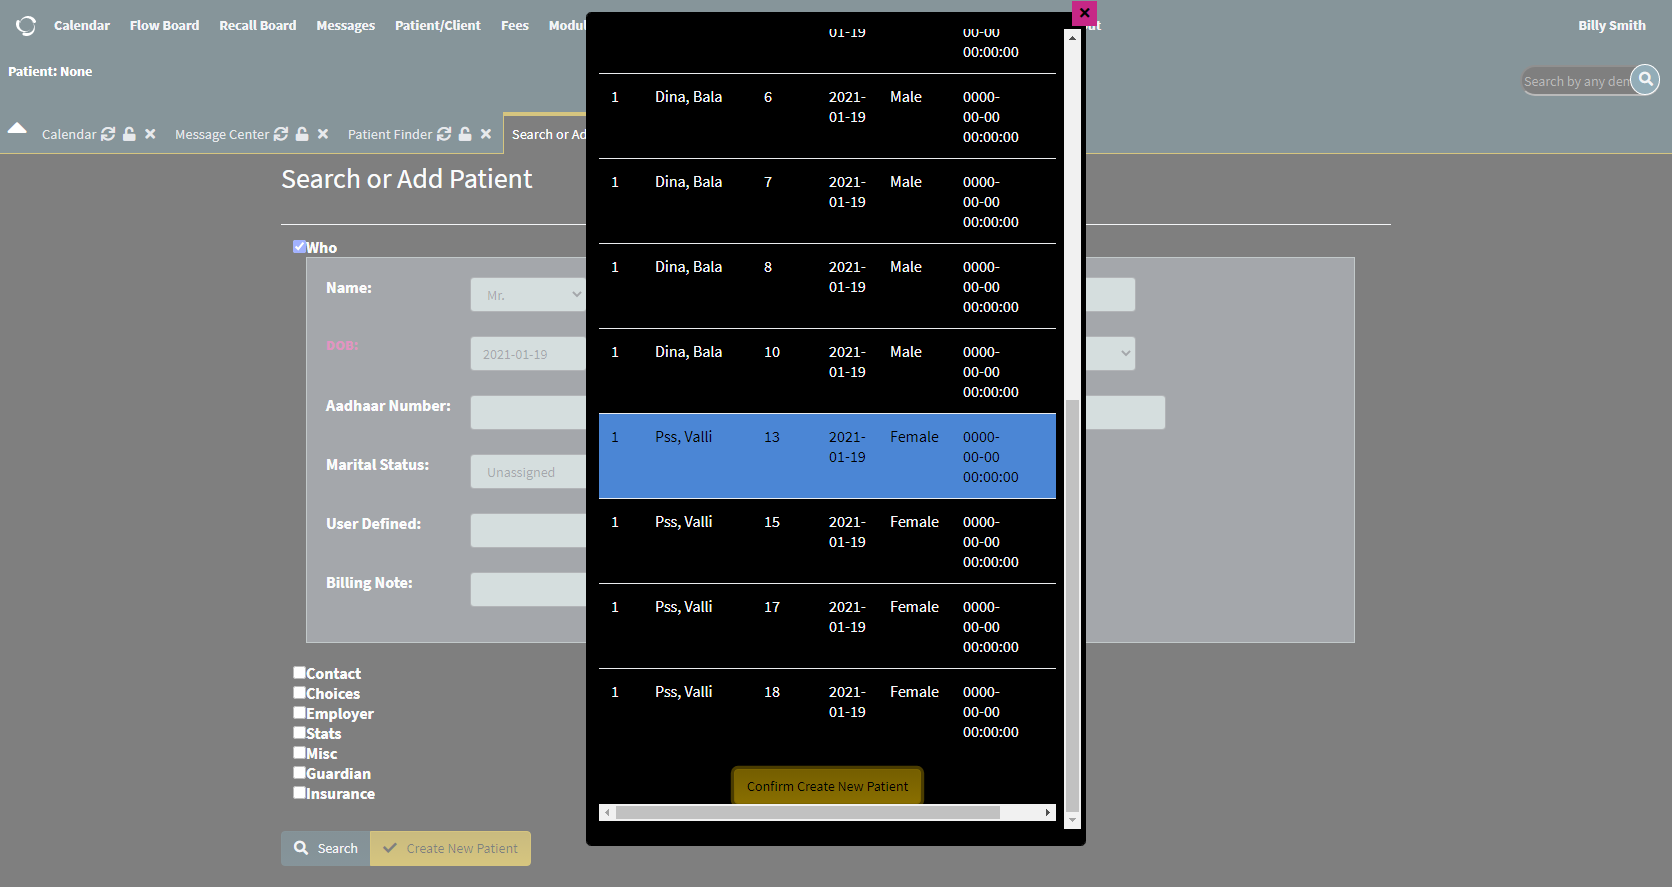 Calendar Flow Board Recall Board Messages Patient/Client Fees
Billy Smith
Patient: None
Search by any
Calendar Message Center Patient Finder Search or
Search or Add Patient
Who
Name:
Mr.
DOB:
2021-01-19
Aadhaar Number:
Marital Status:
Unassigned
User Defined:
Billing Note:
Contact
Choices
Employer
Stats
Misc
Guardian
Insurance
Search
Create New Patient
01-19 00-00
00:00:00
1 Dina, Bala 6 2021- Male 0000-
01-19 00-00
00:00:00
1 Dina, Bala 7 2021- Male 0000-
01-19 00-00
00:00:00
1 Dina, Bala 8 2021- Male 0000-
01-19 00-00
00:00:00
1 Dina, Bala 10 2021- Male 0000-
01-19 00-00
00:00:00
1 Pss, Valli 13 2021- Female 0000-
01-19 00-00
00:00:00
1 Pss, Valli 15 2021- Female 0000-
01-19 00-00
00:00:00
1 Pss, Valli 17 2021- Female 0000-
01-19 00-00
00:00:00
1 Pss, Valli 18 2021- Female 0000-
01-19 00-00
00:00:00
Confirm Create New Patient